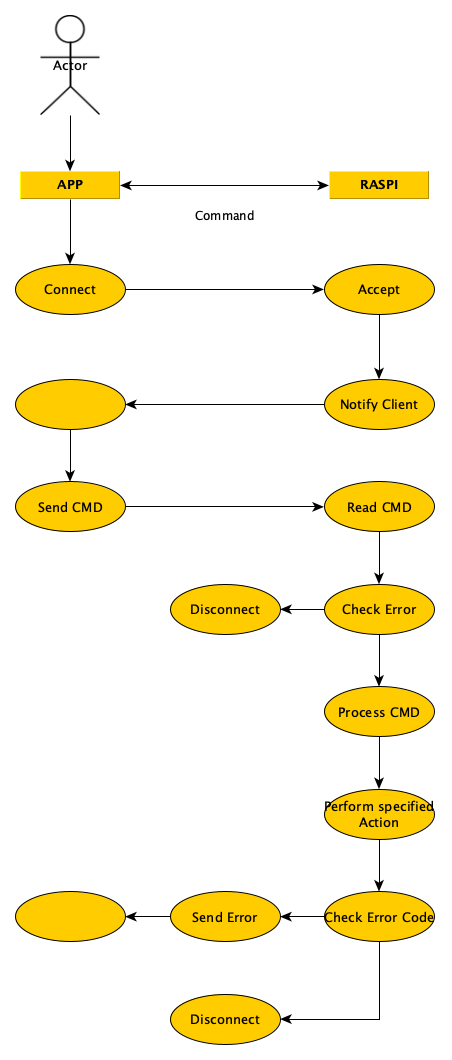 Actor
APP
RASPI
Command
Connect
Accept
Notify Client
Send CMD
Read CMD
Disconnect
Check Error
Process CMD
Perform specified
Action
Send Error
Check Error Code
Disconnect